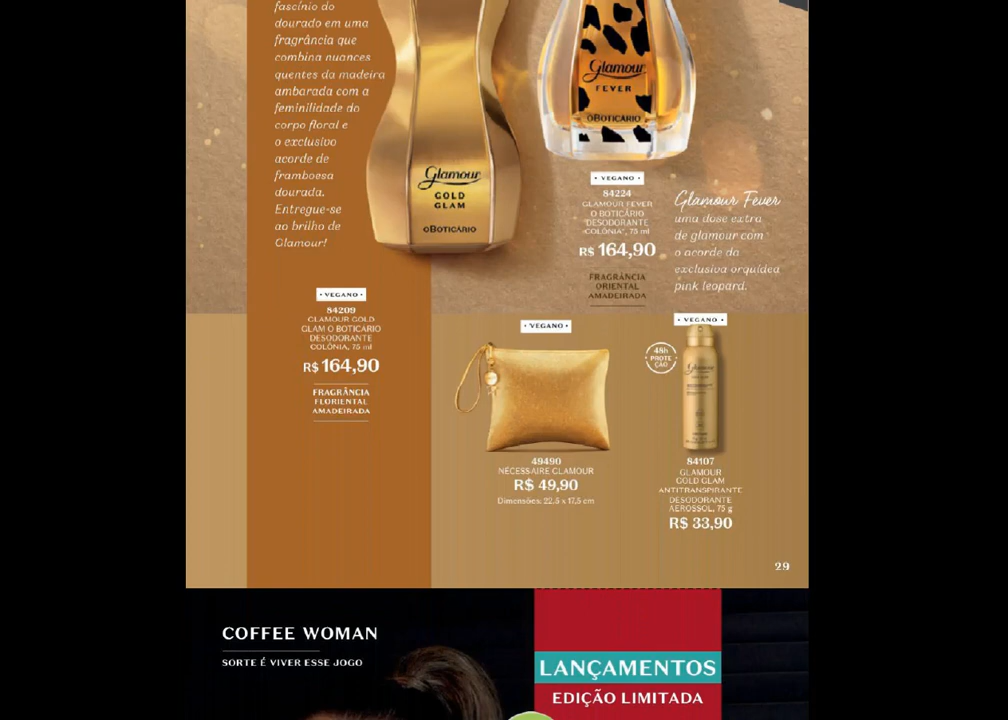 fascínio do
dourado em uma
fragrância que
combina nuances
quentes da madeira
ambarada com a
feminilidade do
corpo floral e
o exclusivo
acorde de
framboesa
dourada.
Entregue-se
ao brilho de
Glamour!
Glamour
GOLD
GLAM
OBOTICÁRIO
Glamour
FEVER
OBOTICÁRIO
• VEGANO •
84224
GLAMOUR FEVER
O BOTICÁRIO
DESODORANTE
COLÔNIA*, 75 ml
R$ 164,90
FRAGRÂNCIA
ORIENTAL
AMADEIRADA
Glamour Fever
uma dose extra
de glamour com
o acorde da
exclusiva orquídea
pink leopard.
• VEGANO •
84209
GLAMOUR GOLD
GLAM O BOTICÁRIO
DESODORANTE
COLÔNIA, 75 ml
R$ 164,90
FRAGRÂNCIA
FLORIENTAL
AMADEIRADA
• VEGANO •
49490
NÉCESSAIRE GLAMOUR
R$ 49,90
Dimensões: 22,5 x 17,5 cm
• VEGANO •
48h
PROTE
ÇÃO
Glamour
84107
GLAMOUR
GOLD GLAM
ANTITRANSPIRANTE
DESODORANTE
AEROSSOL, 75 g
R$ 33,90
29
COFFEE WOMAN
SORTE É VIVER ESSE JOGO
LANÇAMENTOS
EDIÇÃO LIMITADA